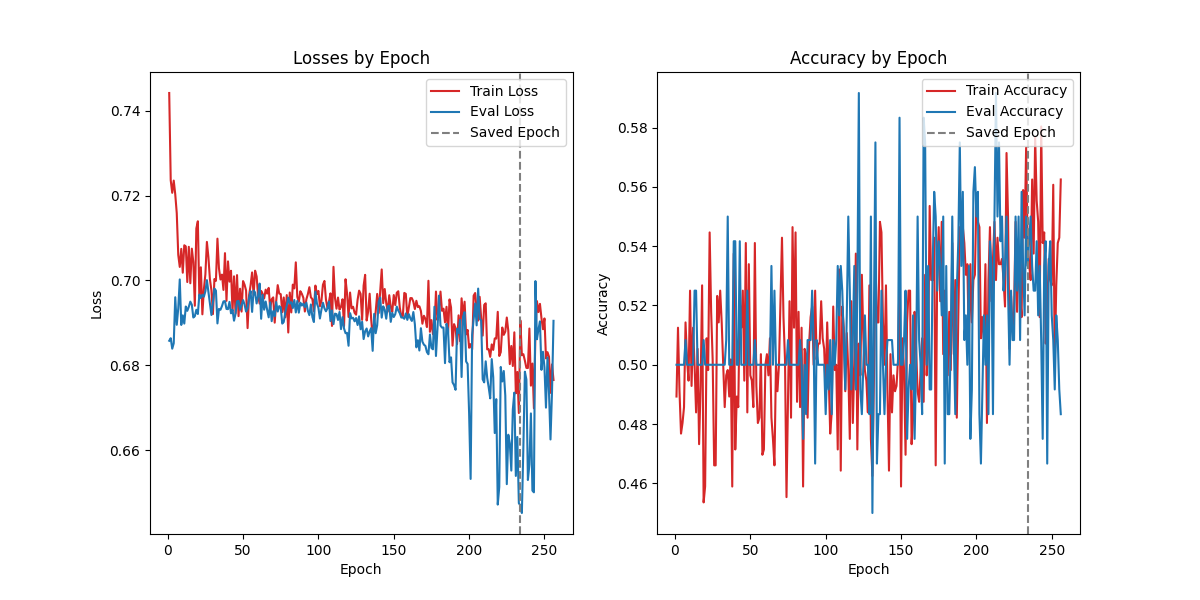 Losses by Epoch
Train Loss
Eval Loss
Saved Epoch
0.74
0.72
0.70
0.68
0.66
Loss
0
50
100
150
200
250
Epoch
Accuracy by Epoch
Train Accuracy
Eval Accuracy
Saved Epoch
0.58
0.56
0.54
0.52
0.50
0.48
0.46
Accuracy
0
50
100
150
200
250
Epoch